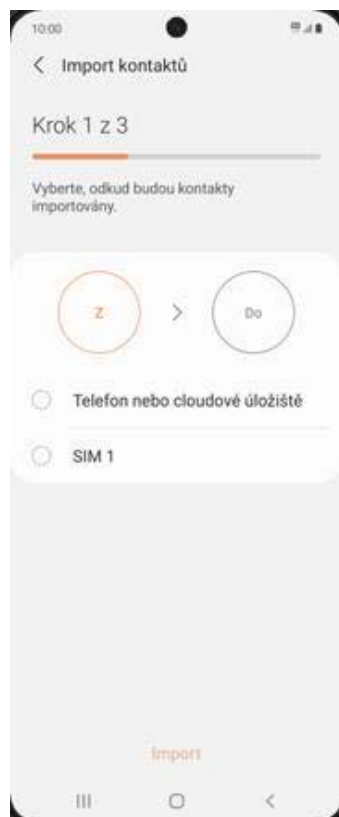 10:00
Import kontaktů
Krok 1 z 3
Vyberte, odkud budou kontakty
importovány.
Z
Do
Telefon nebo cloudové úložiště
SIM 1
Import